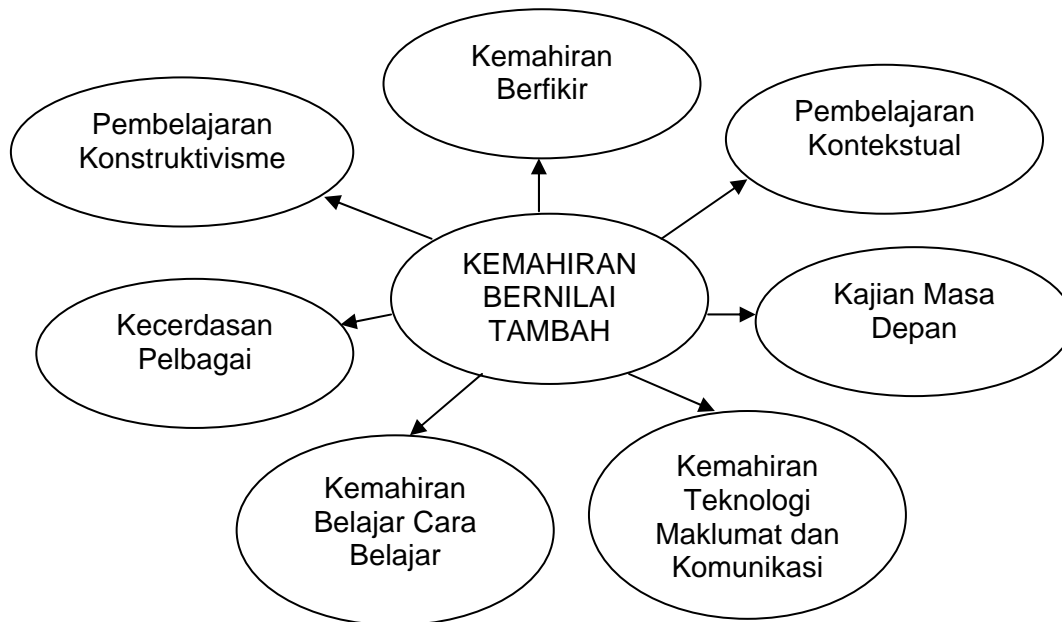 Kemahiran
Berfikir
Pembelajaran
Konstruktivisme
Pembelajaran
Kontekstual
KEMAHIRAN
BERNILAI
TAMBAH
Kajian Masa
Depan
Kecerdasan
Pelbagai
Kemahiran
Belajar Cara
Belajar
Kemahiran
Teknologi
Maklumat dan
Komunikasi